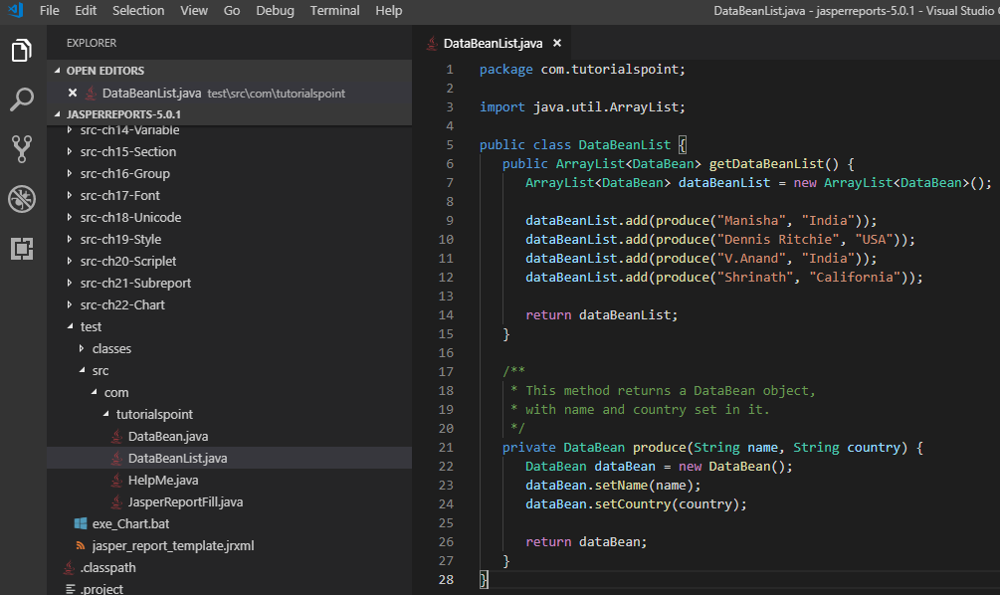 File Edit Selection View Go Debug Terminal Help
DataBeanList.java - jasperreports-5.0.1 - Visual Studio
EXPLORER
OPEN EDITORS
DataBeanList.java test\src\com\tutorialspoint
JASPERREPORTS-5.0.1
src-ch14-Variable
src-ch15-Section
src-ch16-Group
src-ch17-Font
src-ch18-Unicode
src-ch19-Style
src-ch20-Scriplet
src-ch21-Subreport
src-ch22-Chart
test
classes
src
com
tutorialspoint
DataBean.java
DataBeanList.java
HelpMe.java
JasperReportFill.java
exe_Chart.bat
jasper_report_template.jrxml
.classpath
.project
DataBeanList.java
1 package com.tutorialspoint;
2
3 import java.util.ArrayList;
4
5 public class DataBeanList {
6 public ArrayList<DataBean> getDataBeanList() {
7 ArrayList<DataBean> dataBeanList = new ArrayList<DataBean>();
8
9 dataBeanList.add(produce("Manisha", "India"));
10 dataBeanList.add(produce("Dennis Ritchie", "USA"));
11 dataBeanList.add(produce("V.Anand", "India"));
12 dataBeanList.add(produce("Shrinath", "California"));
13
14 return dataBeanList;
15 }
16
17 /**
18 * This method returns a DataBean object,
19 * with name and country set in it.
20 */
21 private DataBean produce(String name, String country) {
22 DataBean dataBean = new DataBean();
23 dataBean.setName(name);
24 dataBean.setCountry(country);
25
26 return dataBean;
27 }
28 }